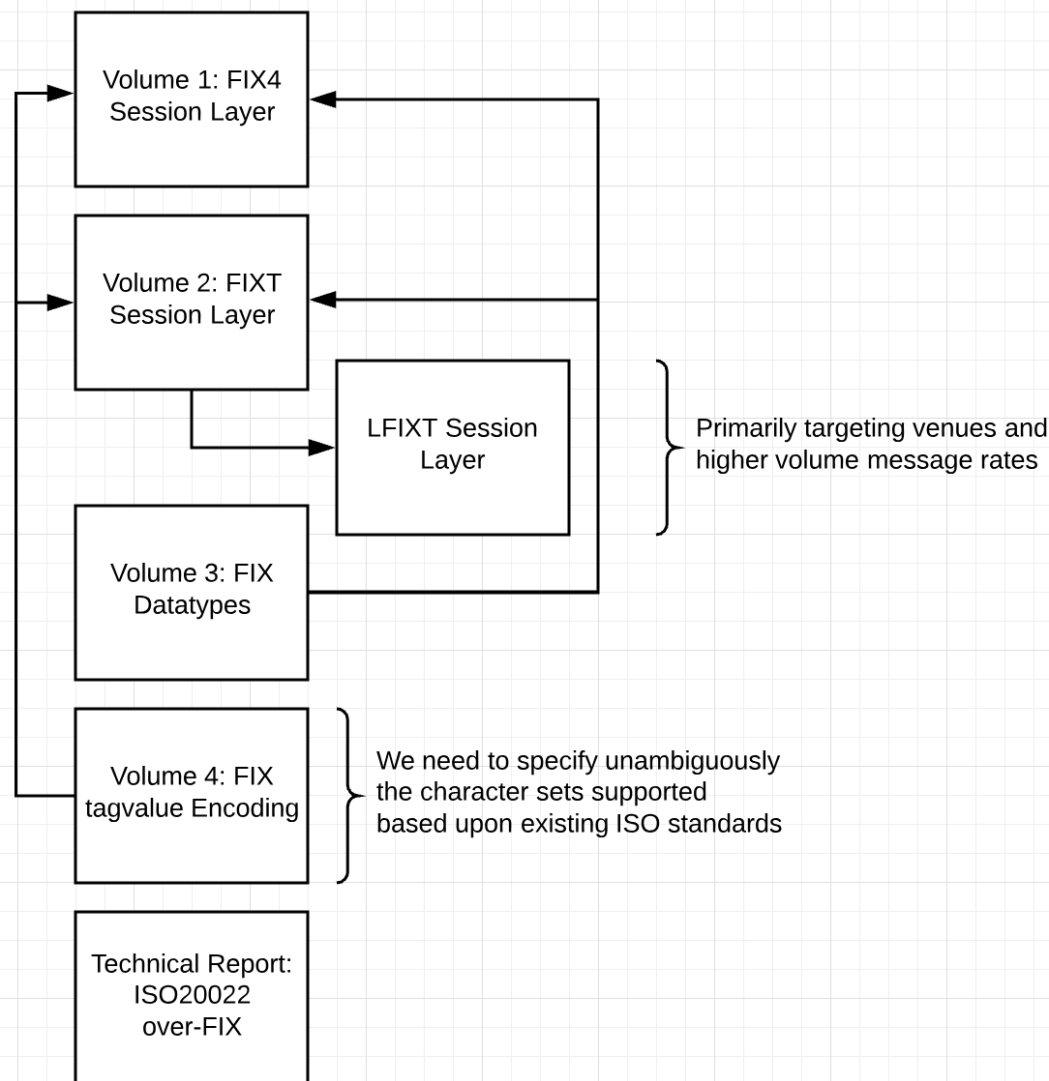 Volume 1: FIX4
Session Layer
Volume 2: FIXT
Session Layer
LFIXT Session
Layer
Primarily targeting venues and
higher volume message rates
Volume 3: FIX
Datatypes
Volume 4: FIX
tagvalue Encoding
We need to specify unambiguously
the character sets supported
based upon existing ISO standards
Technical Report:
ISO20022
over-FIX